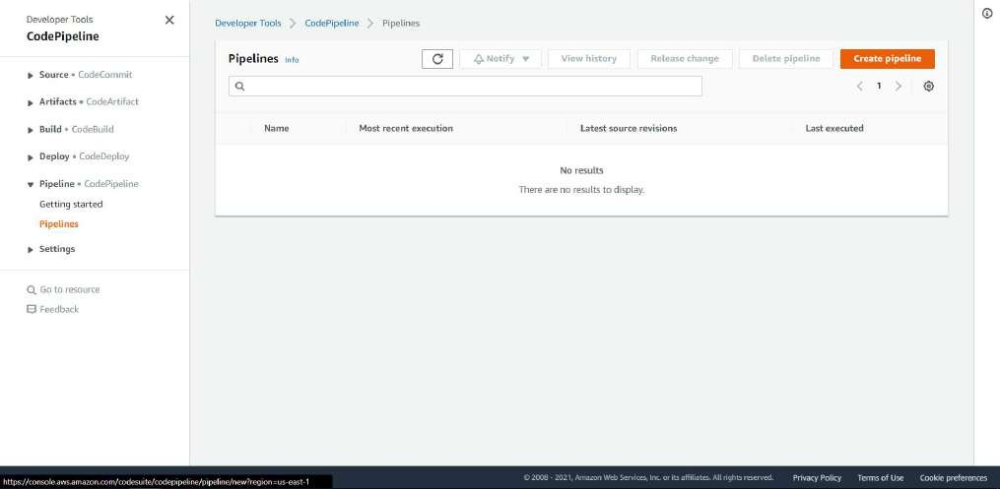 Developer Tools
CodePipeline
Source • CodeCommit
Artifacts • CodeArtifact
Build • CodeBuild
Deploy • CodeDeploy
Pipeline • CodePipeline
Getting started
Pipelines
Settings
Go to resource
Feedback
Developer Tools > CodePipeline > Pipelines
Pipelines Info Notify View history Release change Delete pipeline Create pipeline
1
Name Most recent execution Latest source revisions Last executed
No results
There are no results to display.
https://console.aws.amazon.com/codesuite/codepipeline/pipeline/new?region=us-east-1
© 2008 - 2021, Amazon Web Services, Inc. or its affiliates. All rights reserved. Privacy Policy Terms of Use Cookie preferences